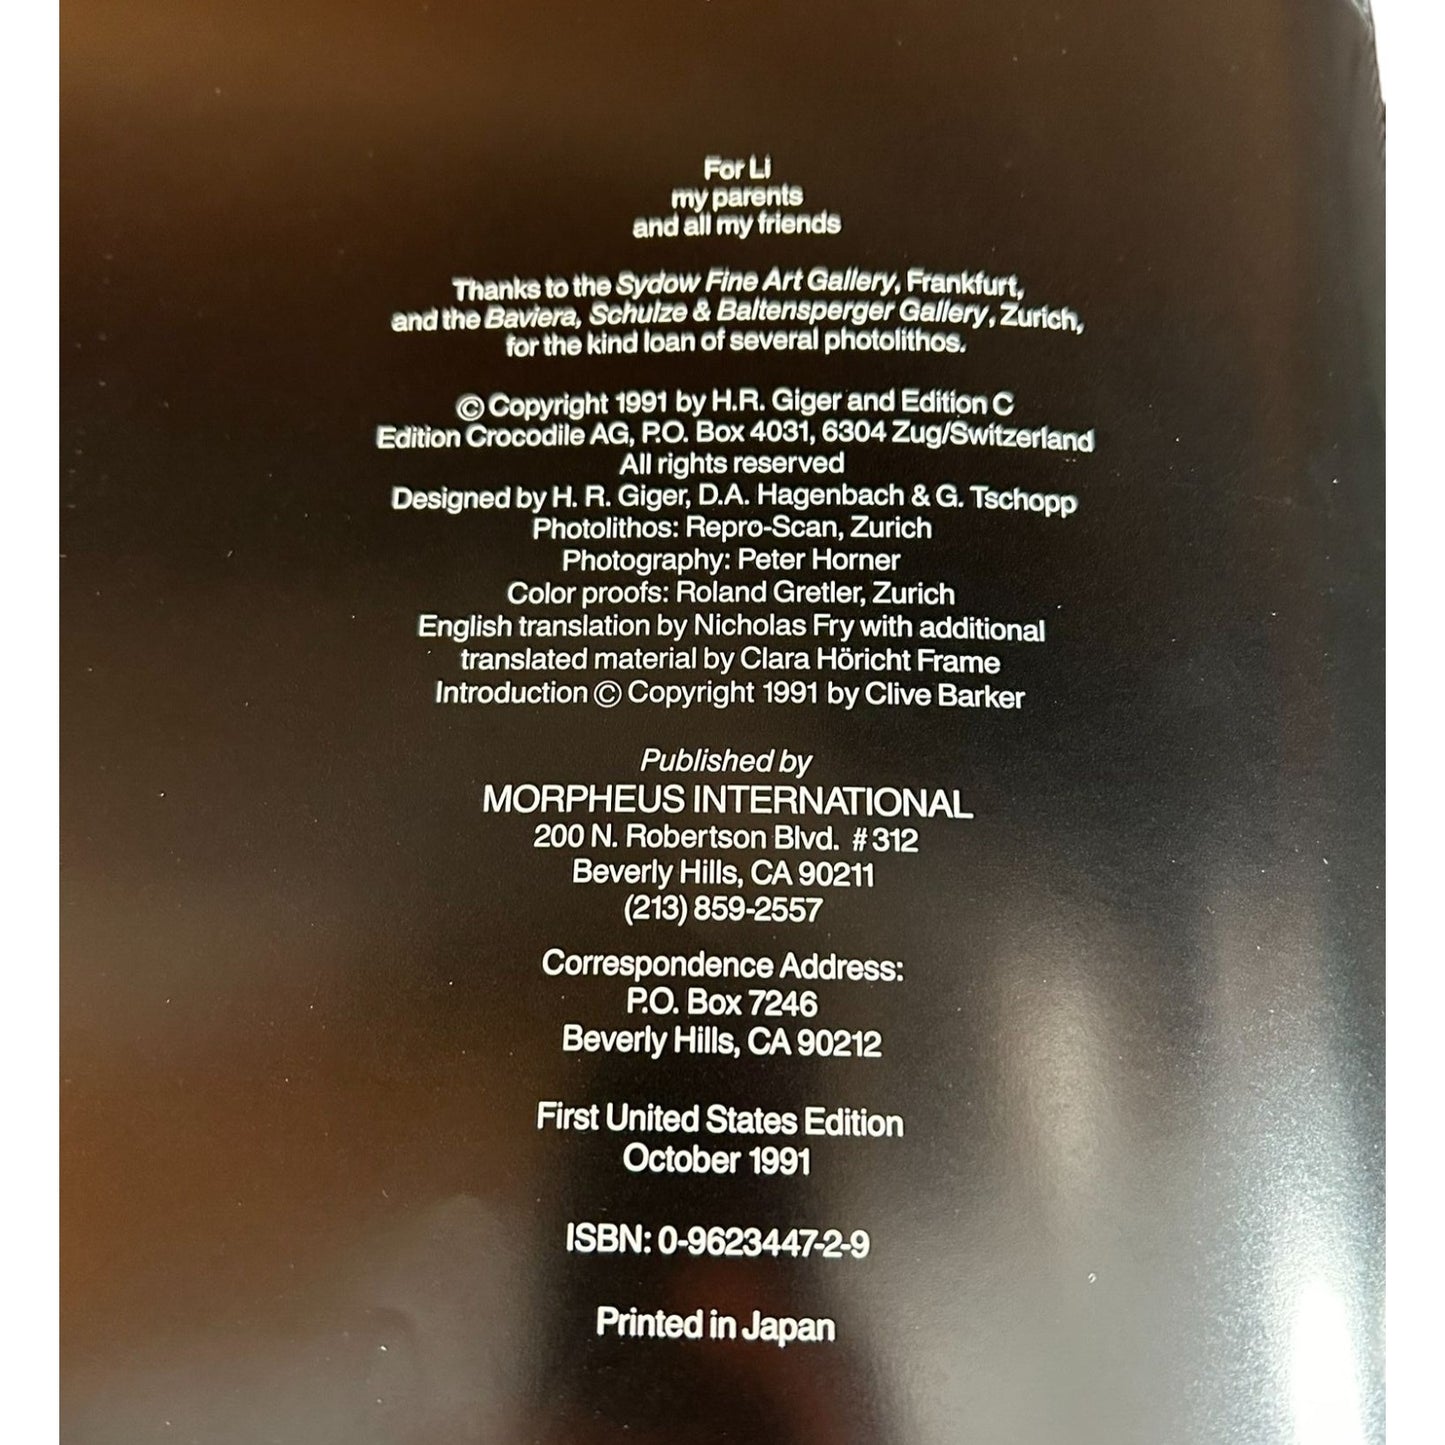 For Li
my parents
and all my friends
Thanks to the Sydow Fine Art Gallery, Frankfurt,
and the Baviera, Schulze & Baltensperger Gallery, Zurich,
for the kind loan of several photolithos.
© Copyright 1991 by H.R. Giger and Edition C
Edition Crocodile AG, P.O. Box 4031, 6304 Zug/Switzerland
All rights reserved
Designed by H. R. Giger, D.A. Hagenbach & G. Tschopp
Photolithos: Repro-Scan, Zurich
Photography: Peter Horner
Color proofs: Roland Gretler, Zurich
English translation by Nicholas Fry with additional
translated material by Clara Höricht Frame
Introduction © Copyright 1991 by Clive Barker
Published by
MORPHEUS INTERNATIONAL
200 N. Robertson Blvd. #312
Beverly Hills, CA 90211
(213) 859-2557
Correspondence Address:
P.O. Box 7246
Beverly Hills, CA 90212
First United States Edition
October 1991
ISBN: 0-9623447-2-9
Printed in Japan